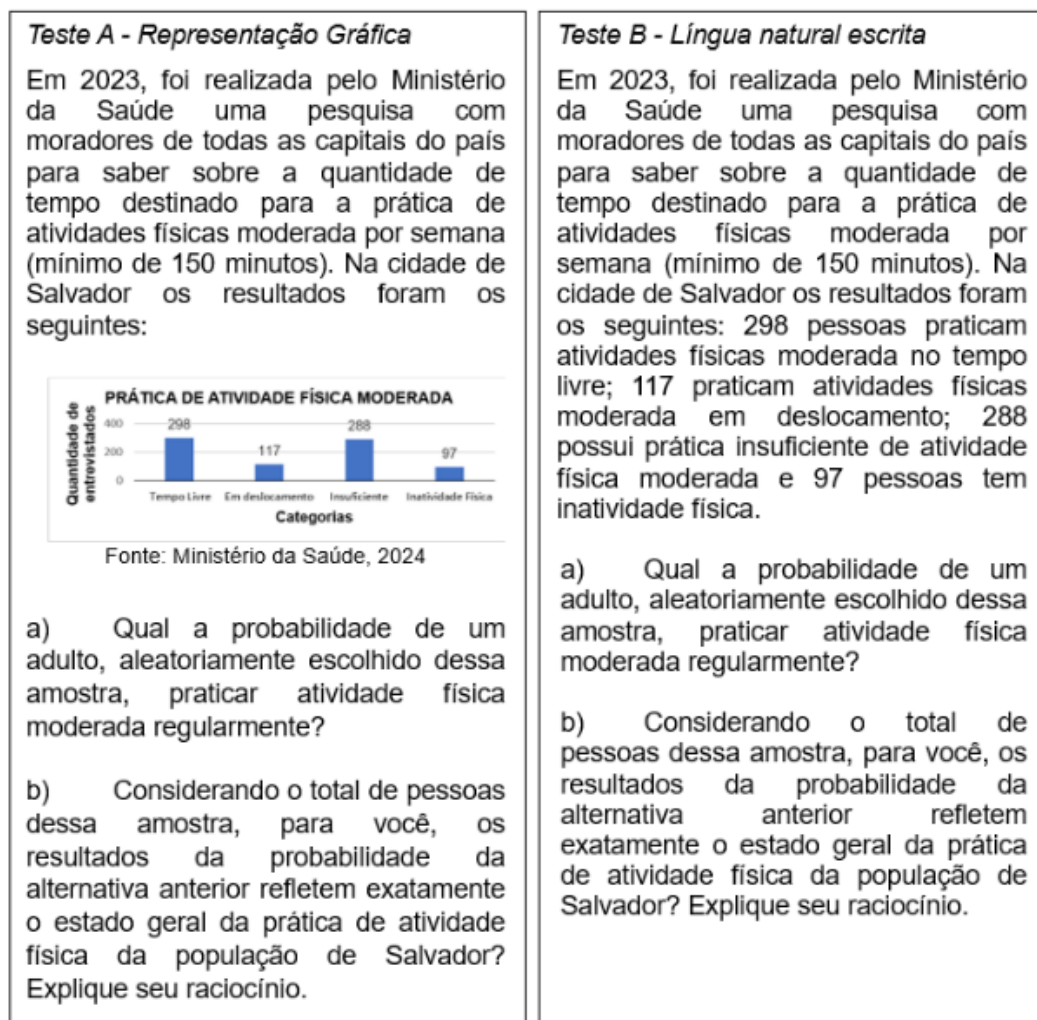 Teste A - Representação Gráfica
Em 2023, foi realizada pelo Ministério
da Saúde uma pesquisa com
moradores de todas as capitais do país
para saber sobre a quantidade de
tempo destinado para a prática de
atividades físicas moderada por semana
(mínimo de 150 minutos). Na cidade de
Salvador os resultados foram os
seguintes:
PRÁTICA DE ATIVIDADE FÍSICA MODERADA
Quantidade de
entrevistados
400
200
0
298
117
288
97
Tempo Livre
Em deslocamento
Insuficiente
Inatividade Física
Categorias
Fonte: Ministério da Saúde, 2024
a) Qual a probabilidade de um
adulto, aleatoriamente escolhido dessa
amostra, praticar atividade física
moderada regularmente?
b) Considerando o total de pessoas
dessa amostra, para você, os
resultados da probabilidade da
alternativa anterior refletem exatamente
o estado geral da prática de atividade
física da população de Salvador?
Explique seu raciocínio.
Teste B - Língua natural escrita
Em 2023, foi realizada pelo Ministério
da Saúde uma pesquisa com
moradores de todas as capitais do país
para saber sobre a quantidade de
tempo destinado para a prática de
atividades físicas moderada por
semana (mínimo de 150 minutos). Na
cidade de Salvador os resultados foram
os seguintes: 298 pessoas praticam
atividades físicas moderada no tempo
livre; 117 praticam atividades físicas
moderada em deslocamento; 288
possui prática insuficiente de atividade
física moderada e 97 pessoas tem
inatividade física.
a) Qual a probabilidade de um
adulto, aleatoriamente escolhido dessa
amostra, praticar atividade física
moderada regularmente?
b) Considerando o total de
pessoas dessa amostra, para você, os
resultados da probabilidade da
alternativa anterior refletem
exatamente o estado geral da prática
de atividade física da população de
Salvador? Explique seu raciocínio.